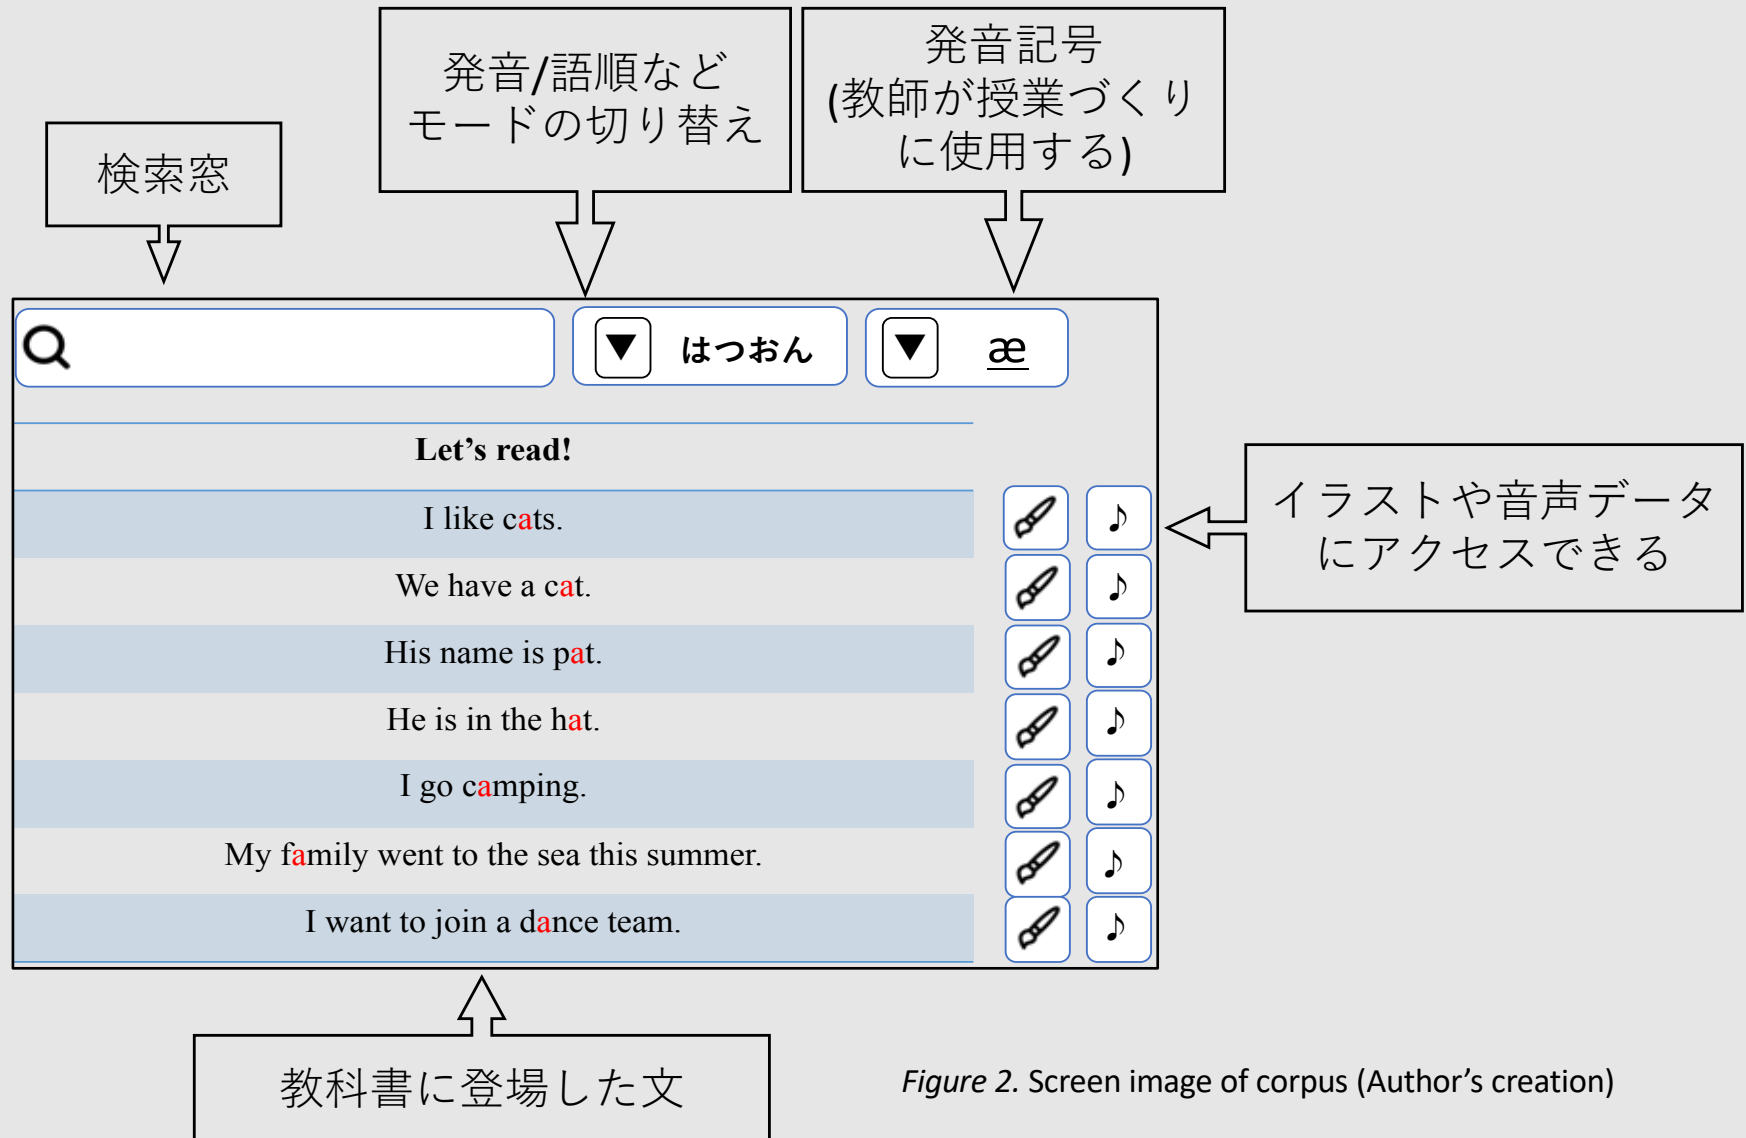 発音/語順など
モードの切り替え
発音記号
(教師が授業づくり
に使用する)
検索窓
▼ はつおん
▼ æ
Let’s read!
I like cats.
We have a cat.
His name is pat.
He is in the hat.
I go camping.
My family went to the sea this summer.
I want to join a dance team.
イラストや音声データ
にアクセスできる
教科書に登場した文
Figure 2. Screen image of corpus (Author’s creation)